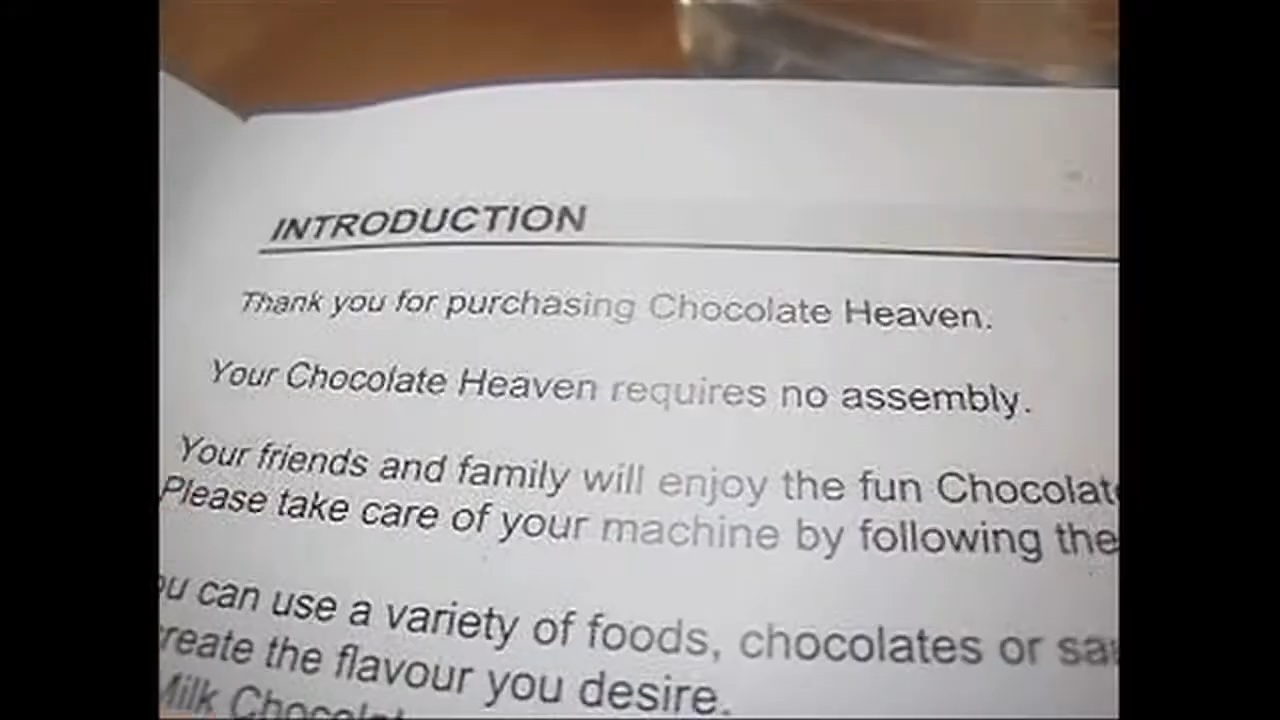 INTRODUCTION
Thank you for purchasing Chocolate Heaven.
Your Chocolate Heaven requires no assembly.
Your friends and family will enjoy the fun Chocolate
Please take care of your machine by following the
can use a variety of foods, chocolates or
the flavour you desire.
Milk